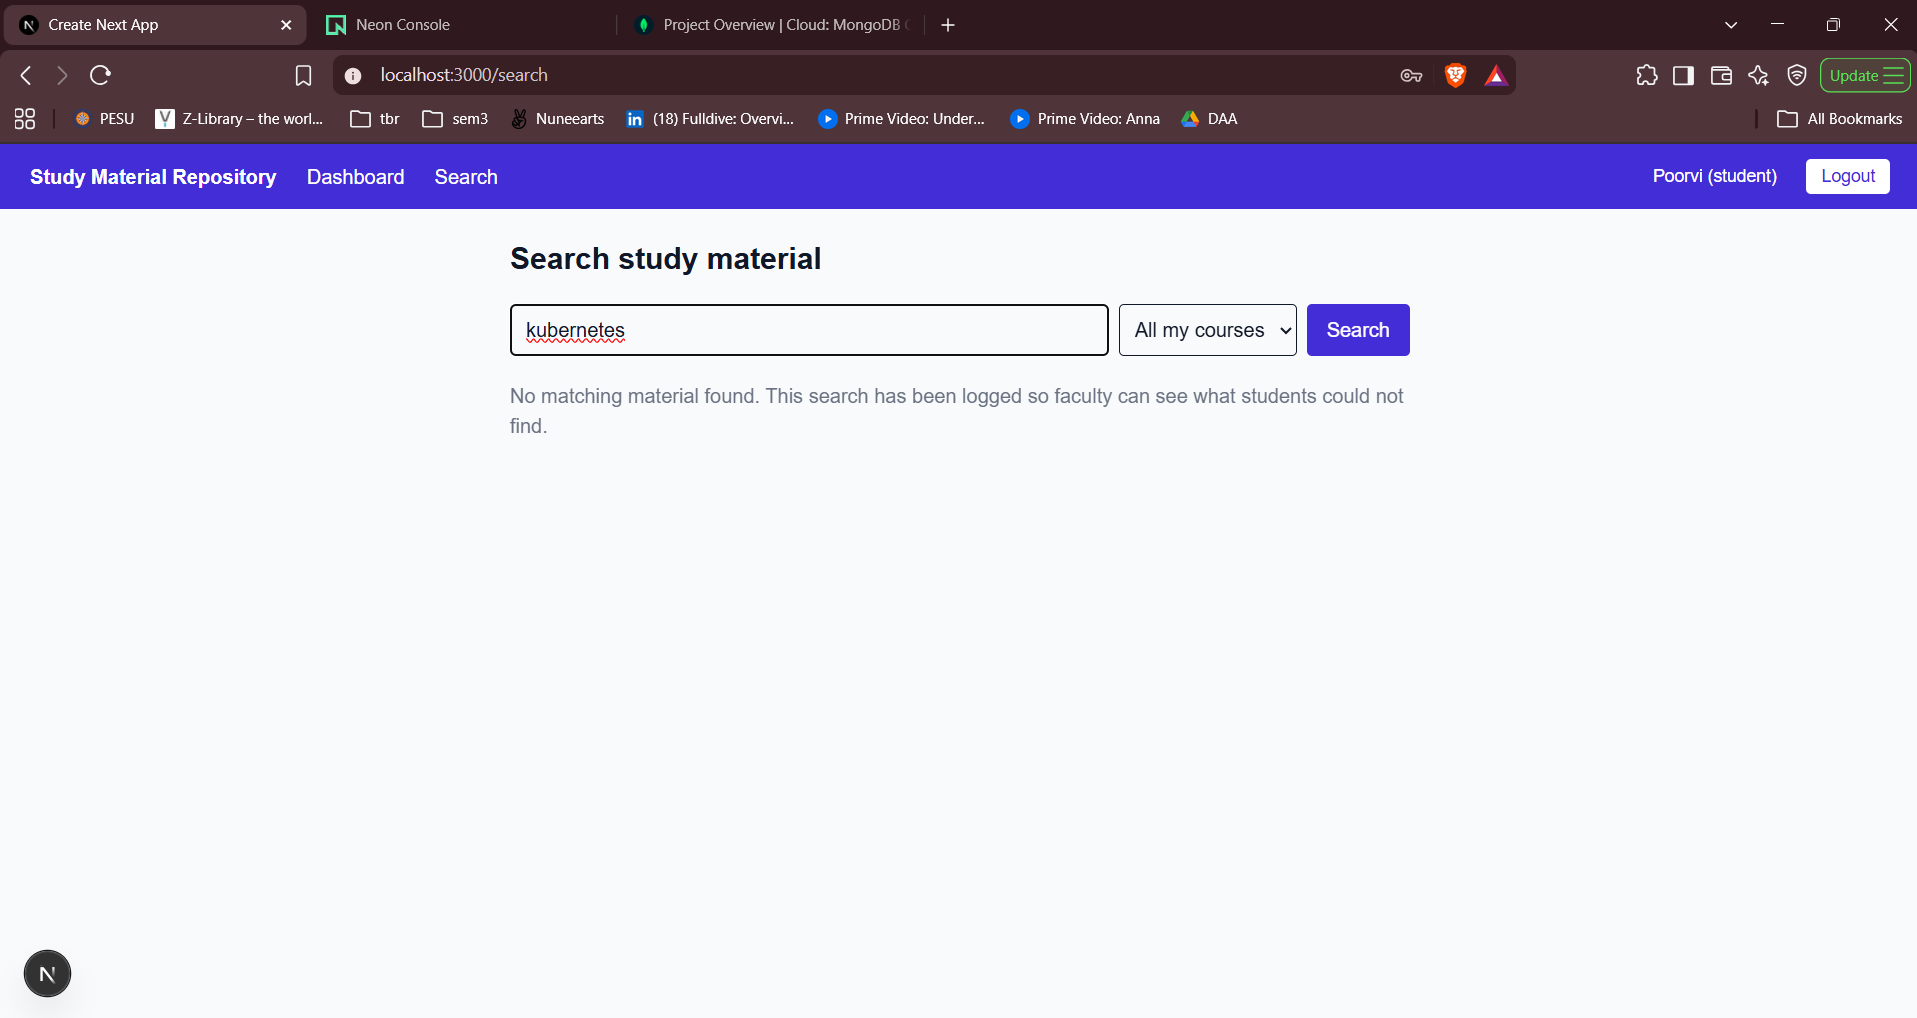 Create Next App
Neon Console
Project Overview | Cloud: MongoDB
localhost:3000/search
Update
PESU
Z-Library – the worl...
tbr
sem3
Nuneearts
(18) Fulldive: Overvi...
Prime Video: Under...
Prime Video: Anna
DAA
All Bookmarks
Study Material Repository
Dashboard
Search
Poorvi (student)
Logout
Search study material
kubernetes
All my courses
Search
No matching material found. This search has been logged so faculty can see what students could not
find.
N